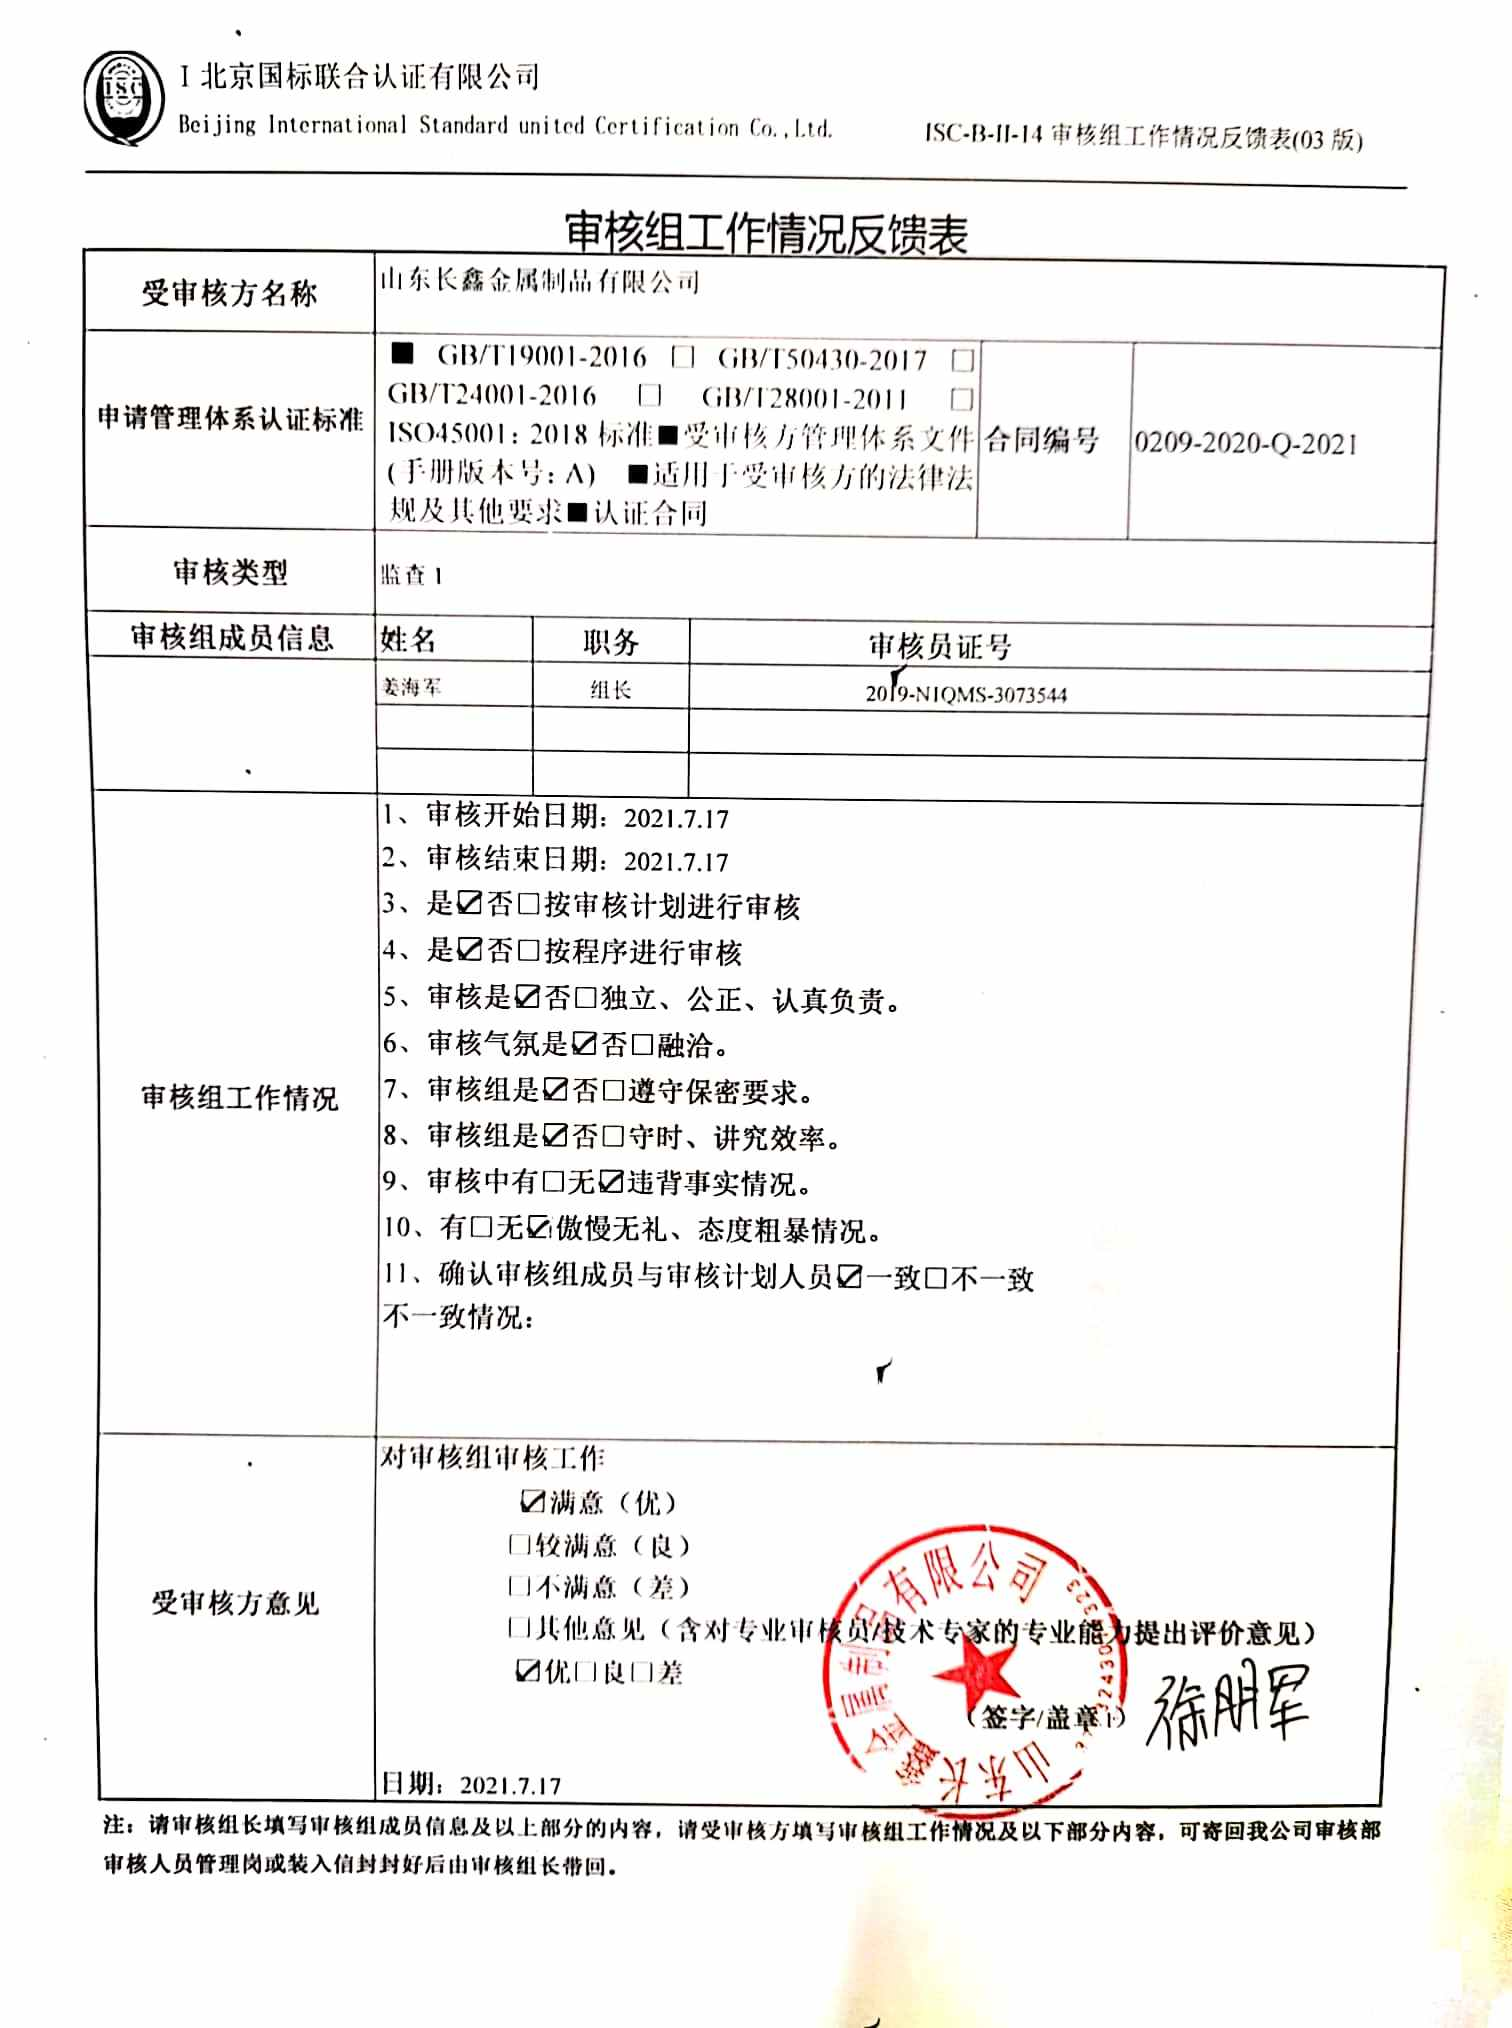 ISC
I 北京国标联合认证有限公司
Beijing International Standard united Certification Co.,Ltd.
ISC-B-II-14 审核组工作情况反馈表(03 版)
审核组工作情况反馈表
受审核方名称
山东长鑫金属制品有限公司
申请管理体系认证标准
■ GB/T19001-2016 □ GB/T50430-2017 □
GB/T24001-2016 □ GB/T28001-2011 □
ISO45001：2018 标准■受审核方管理体系文件
(手册版本号：A) ■适用于受审核方的法律法
规及其他要求■认证合同
合同编号
0209-2020-Q-2021
审核类型
监查 1
审核组成员信息
姓名
职务
审核员证号
姜海军
组长
2019-N1QMS-3073544
审核组工作情况
1、审核开始日期：2021.7.17
2、审核结束日期：2021.7.17
3、是☑否□按审核计划进行审核
4、是☑否□按程序进行审核
5、审核是☑否□独立、公正、认真负责。
6、审核气氛是☑否□融洽。
7、审核组是☑否□遵守保密要求。
8、审核组是☑否□守时、讲究效率。
9、审核中有□无☑违背事实情况。
10、有□无☑傲慢无礼、态度粗暴情况。
11、确认审核组成员与审核计划人员☑一致□不一致
不一致情况：
受审核方意见
对审核组审核工作
☑满意（优）
□较满意（良）
□不满意（差）
□其他意见（含对专业审核员/技术专家的专业能力提出评价意见）
☑优□良□差
（签字/盖章）
徐朋军
山东长鑫金属制品有限公司
日期：2021.7.17
注：请审核组长填写审核组成员信息及以上部分的内容，请受审核方填写审核组工作情况及以下部分内容，可寄回我公司审核部
审核人员管理岗或装入信封封好后由审核组长带回。